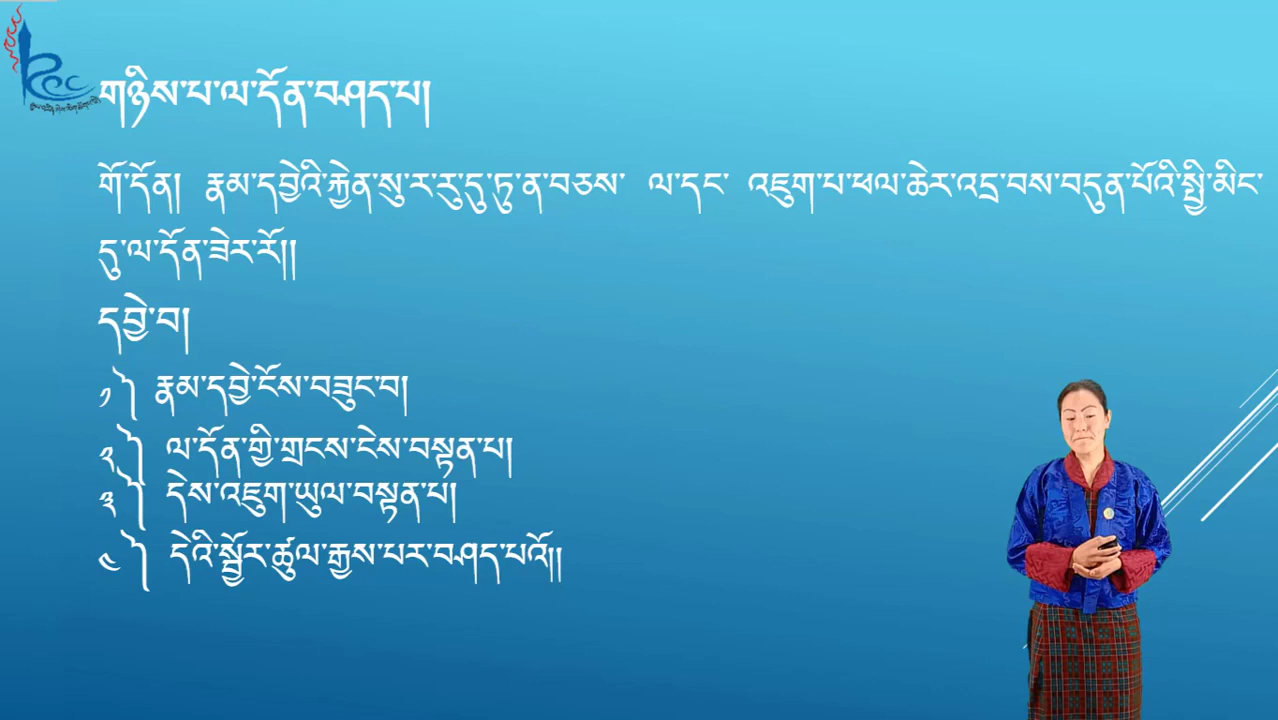 གཉིས་པ་ལ་དོན་བཤད་པ།
གོ་དོན། རྣམ་དབྱེའི་རྐྱེན་སུ་ར་རུ་དུ་ཏུ་ན་བཅས་ ལ་དང་ འཇུག་པ་ཕལ་ཆེར་འདྲ་བས་བདུན་པོའི་སྤྱི་མིང་
དུ་ལ་དོན་ཟེར་རོ།།
དབྱེ་བ།
༡༽ རྣམ་དབྱེ་ངོས་བཟུང་བ།
༢༽ ལ་དོན་གྱི་གྲངས་ངེས་བསྟན་པ།
༣༽ དེས་འཇུག་ཡུལ་བསྟན་པ།
༤༽ དེའི་སྦྱོར་ཚུལ་རྒྱས་པར་བཤད་པའོ།།